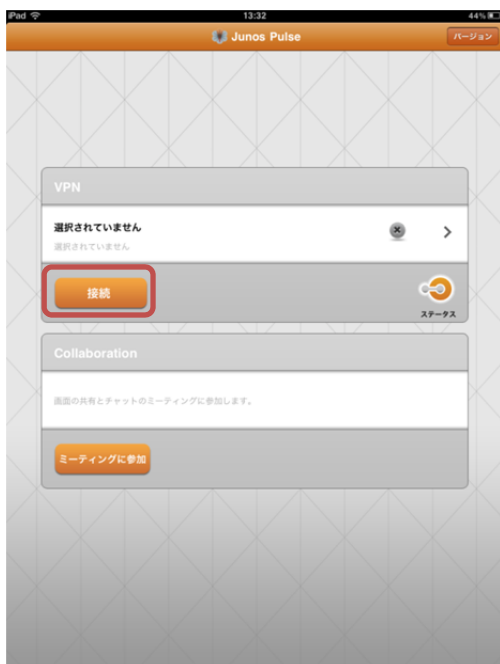 iPad
13:32
44%
Junos Pulse
バージョン
VPN
選択されていません
選択されていません
接続
ステータス
Collaboration
画面の共有とチャットのミーティングに参加します。
ミーティングに参加